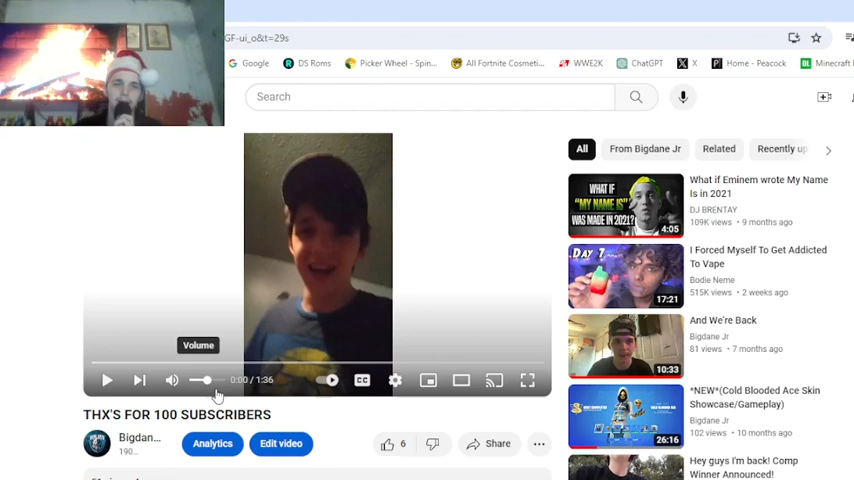 GF-ui_o&t=29s
Google
DS Roms
Picker Wheel - Spin...
All Fortnite Cosmeti...
WWE2K
ChatGPT
X
Home - Peacock
Minecraft
Search
All
From Bigdane Jr
Related
Recently up
WHAT IF
"MY NAME IS"
WAS MADE IN 2021?
4:05
What if Eminem wrote My Name
Is in 2021
DJ BRENTAY
109K views • 9 months ago
DAY 7
17:21
I Forced Myself To Get Addicted
To Vape
Bodie Neme
515K views • 2 weeks ago
10:33
And We're Back
Bigdane Jr
81 views • 7 months ago
26:16
*NEW*(Cold Blooded Ace Skin
Showcase/Gameplay)
Bigdane Jr
102 views • 10 months ago
Hey guys I'm back! Comp
Winner Announced!
Volume
0:00 / 1:36
CC
THX'S FOR 100 SUBSCRIBERS
Bigdan...
190...
Analytics
Edit video
6
Share